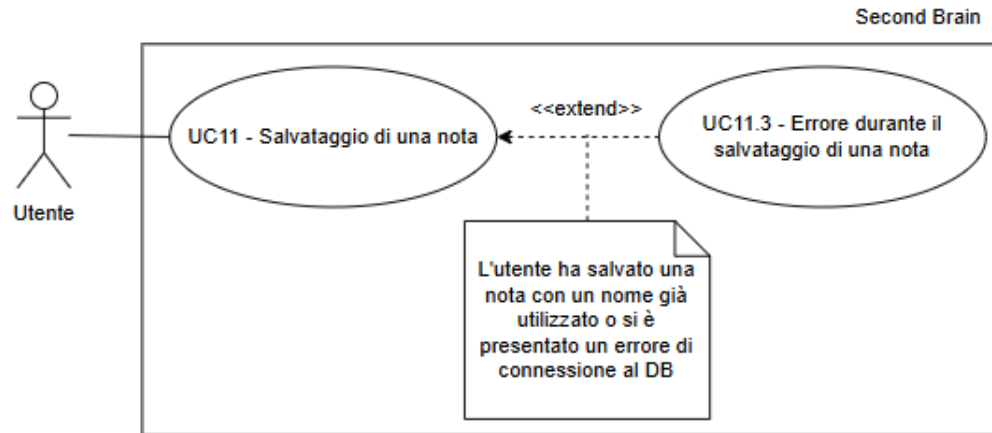 Second Brain
<<extend>>
UC11 - Salvataggio di una nota
UC11.3 - Errore durante il
salvataggio di una nota
Utente
L'utente ha salvato una
nota con un nome già
utilizzato o si è
presentato un errore di
connessione al DB